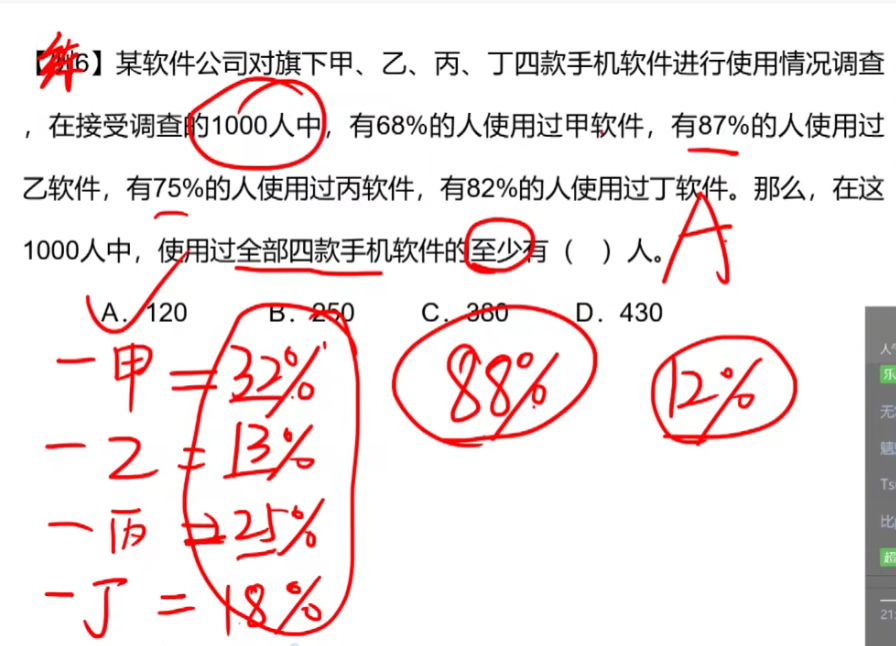 【例6】某软件公司对旗下甲、乙、丙、丁四款手机软件进行使用情况调查
，在接受调查的1000人中，有68%的人使用过甲软件，有87%的人使用过
乙软件，有75%的人使用过丙软件，有82%的人使用过丁软件。那么，在这
1000人中，使用过全部四款手机软件的至少有（ ）人。
A
A．120 B．250 C．380 D．430
一甲=32%
88%
12%
一乙=13%
一丙=25%
一丁=18%
人气
乐
Ts
比
超
21: